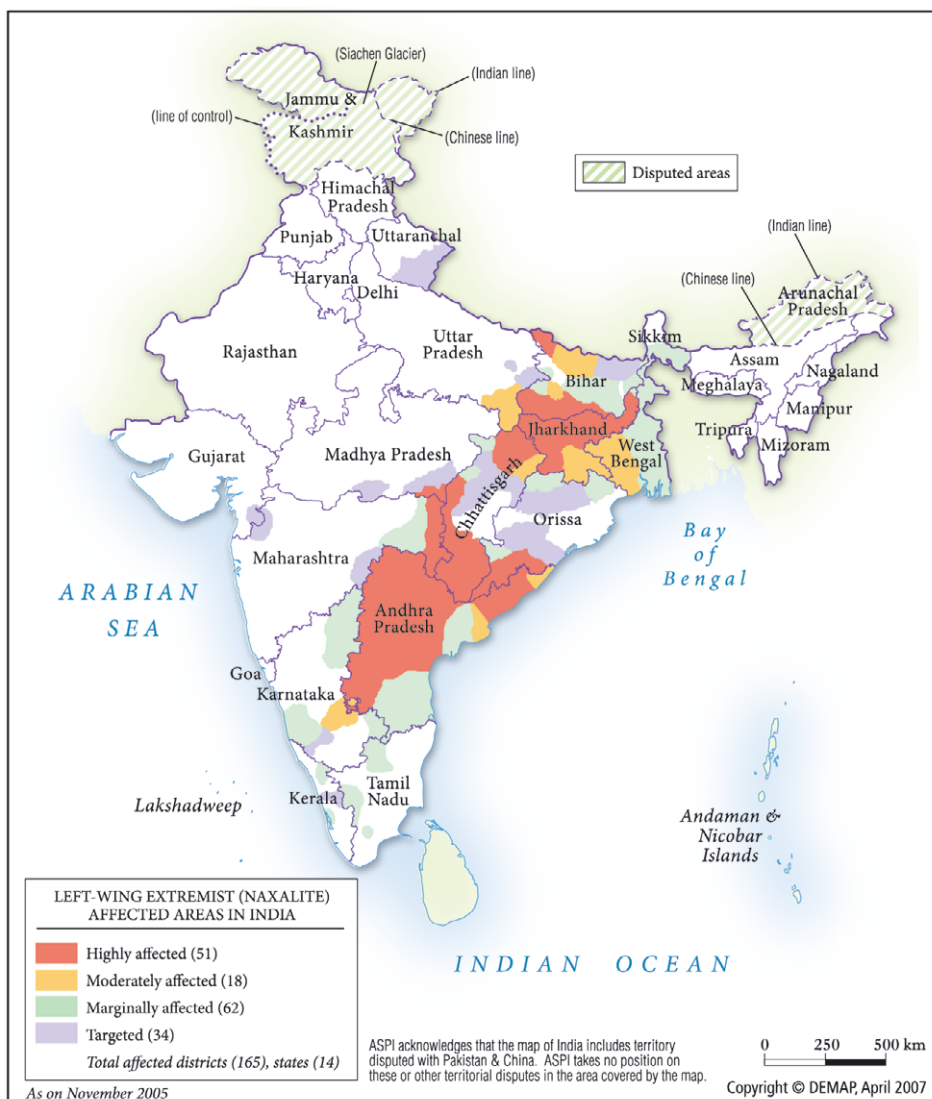 (Siachen Glacier)
(Indian line)
Jammu &
(line of control)
Kashmir
(Chinese line)
Disputed areas
Himachal
Pradesh
Punjab
Uttaranchal
(Indian line)
Haryana
(Chinese line)
Delhi
Arunachal
Pradesh
Uttar
Pradesh
Sikkim
Rajasthan
Assam
Nagaland
Bihar
Meghalaya
Manipur
Jharkhand
Tripura
West
Bengal
Mizoram
Gujarat
Madhya Pradesh
Chhattisgarh
Orissa
Bay
of
Bengal
Maharashtra
ARABIAN
SEA
Andhra
Pradesh
Goa
Karnataka
Tamil
Nadu
Kerala
Lakshadweep
Andaman &
Nicobar
Islands
LEFT-WING EXTREMIST (NAXALITE)
AFFECTED AREAS IN INDIA
Highly affected (51)
Moderately affected (18)
Marginally affected (62)
Targeted (34)
Total affected districts (165), states (14)
As on November 2005
INDIAN OCEAN
ASPI acknowledges that the map of India includes territory
disputed with Pakistan & China. ASPI takes no position on
these or other territorial disputes in the area covered by the map.
0 250 500 km
Copyright © DEMAP, April 2007